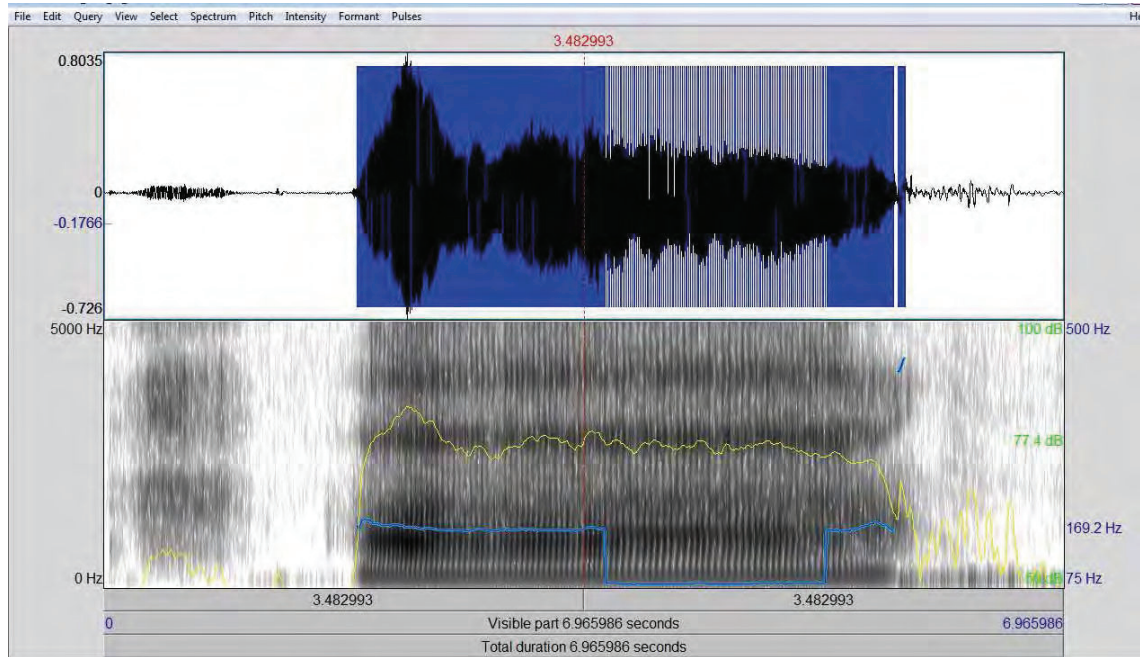 File Edit Query View Select Spectrum Pitch Intensity Formant Pulses
3.482993
0.8035
0
-0.1766
-0.726
5000 Hz 100 dB 500 Hz
77.4 dB
169.2 Hz
0 Hz 75 Hz
3.482993 3.482993
0 Visible part 6.965986 seconds 6.965986
Total duration 6.965986 seconds